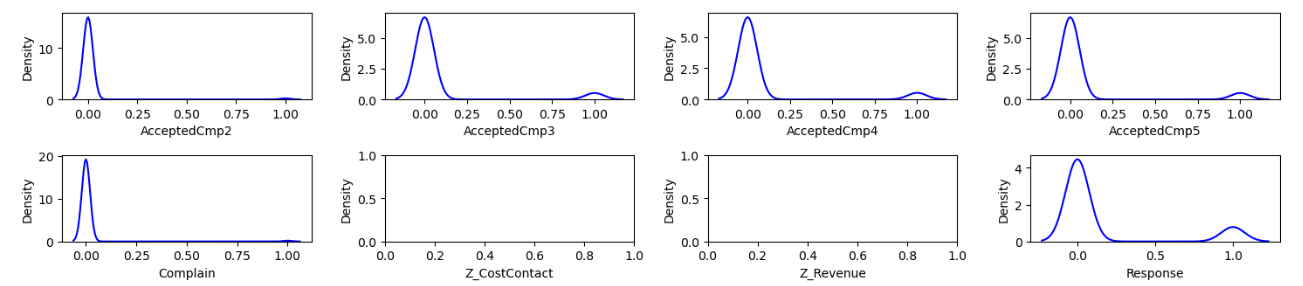 Density
10
0
0.00 0.25 0.50 0.75 1.00
AcceptedCmp2
Density
5.0
2.5
0.0
0.00 0.25 0.50 0.75 1.00
AcceptedCmp3
Density
5.0
2.5
0.0
0.00 0.25 0.50 0.75 1.00
AcceptedCmp4
Density
5.0
2.5
0.0
0.00 0.25 0.50 0.75 1.00
AcceptedCmp5
Density
20
10
0
0.00 0.25 0.50 0.75 1.00
Complain
Density
1.0
0.5
0.0
0.0 0.2 0.4 0.6 0.8 1.0
Z_CostContact
Density
1.0
0.5
0.0
0.0 0.2 0.4 0.6 0.8 1.0
Z_Revenue
Density
4
2
0
0.0 0.5 1.0
Response